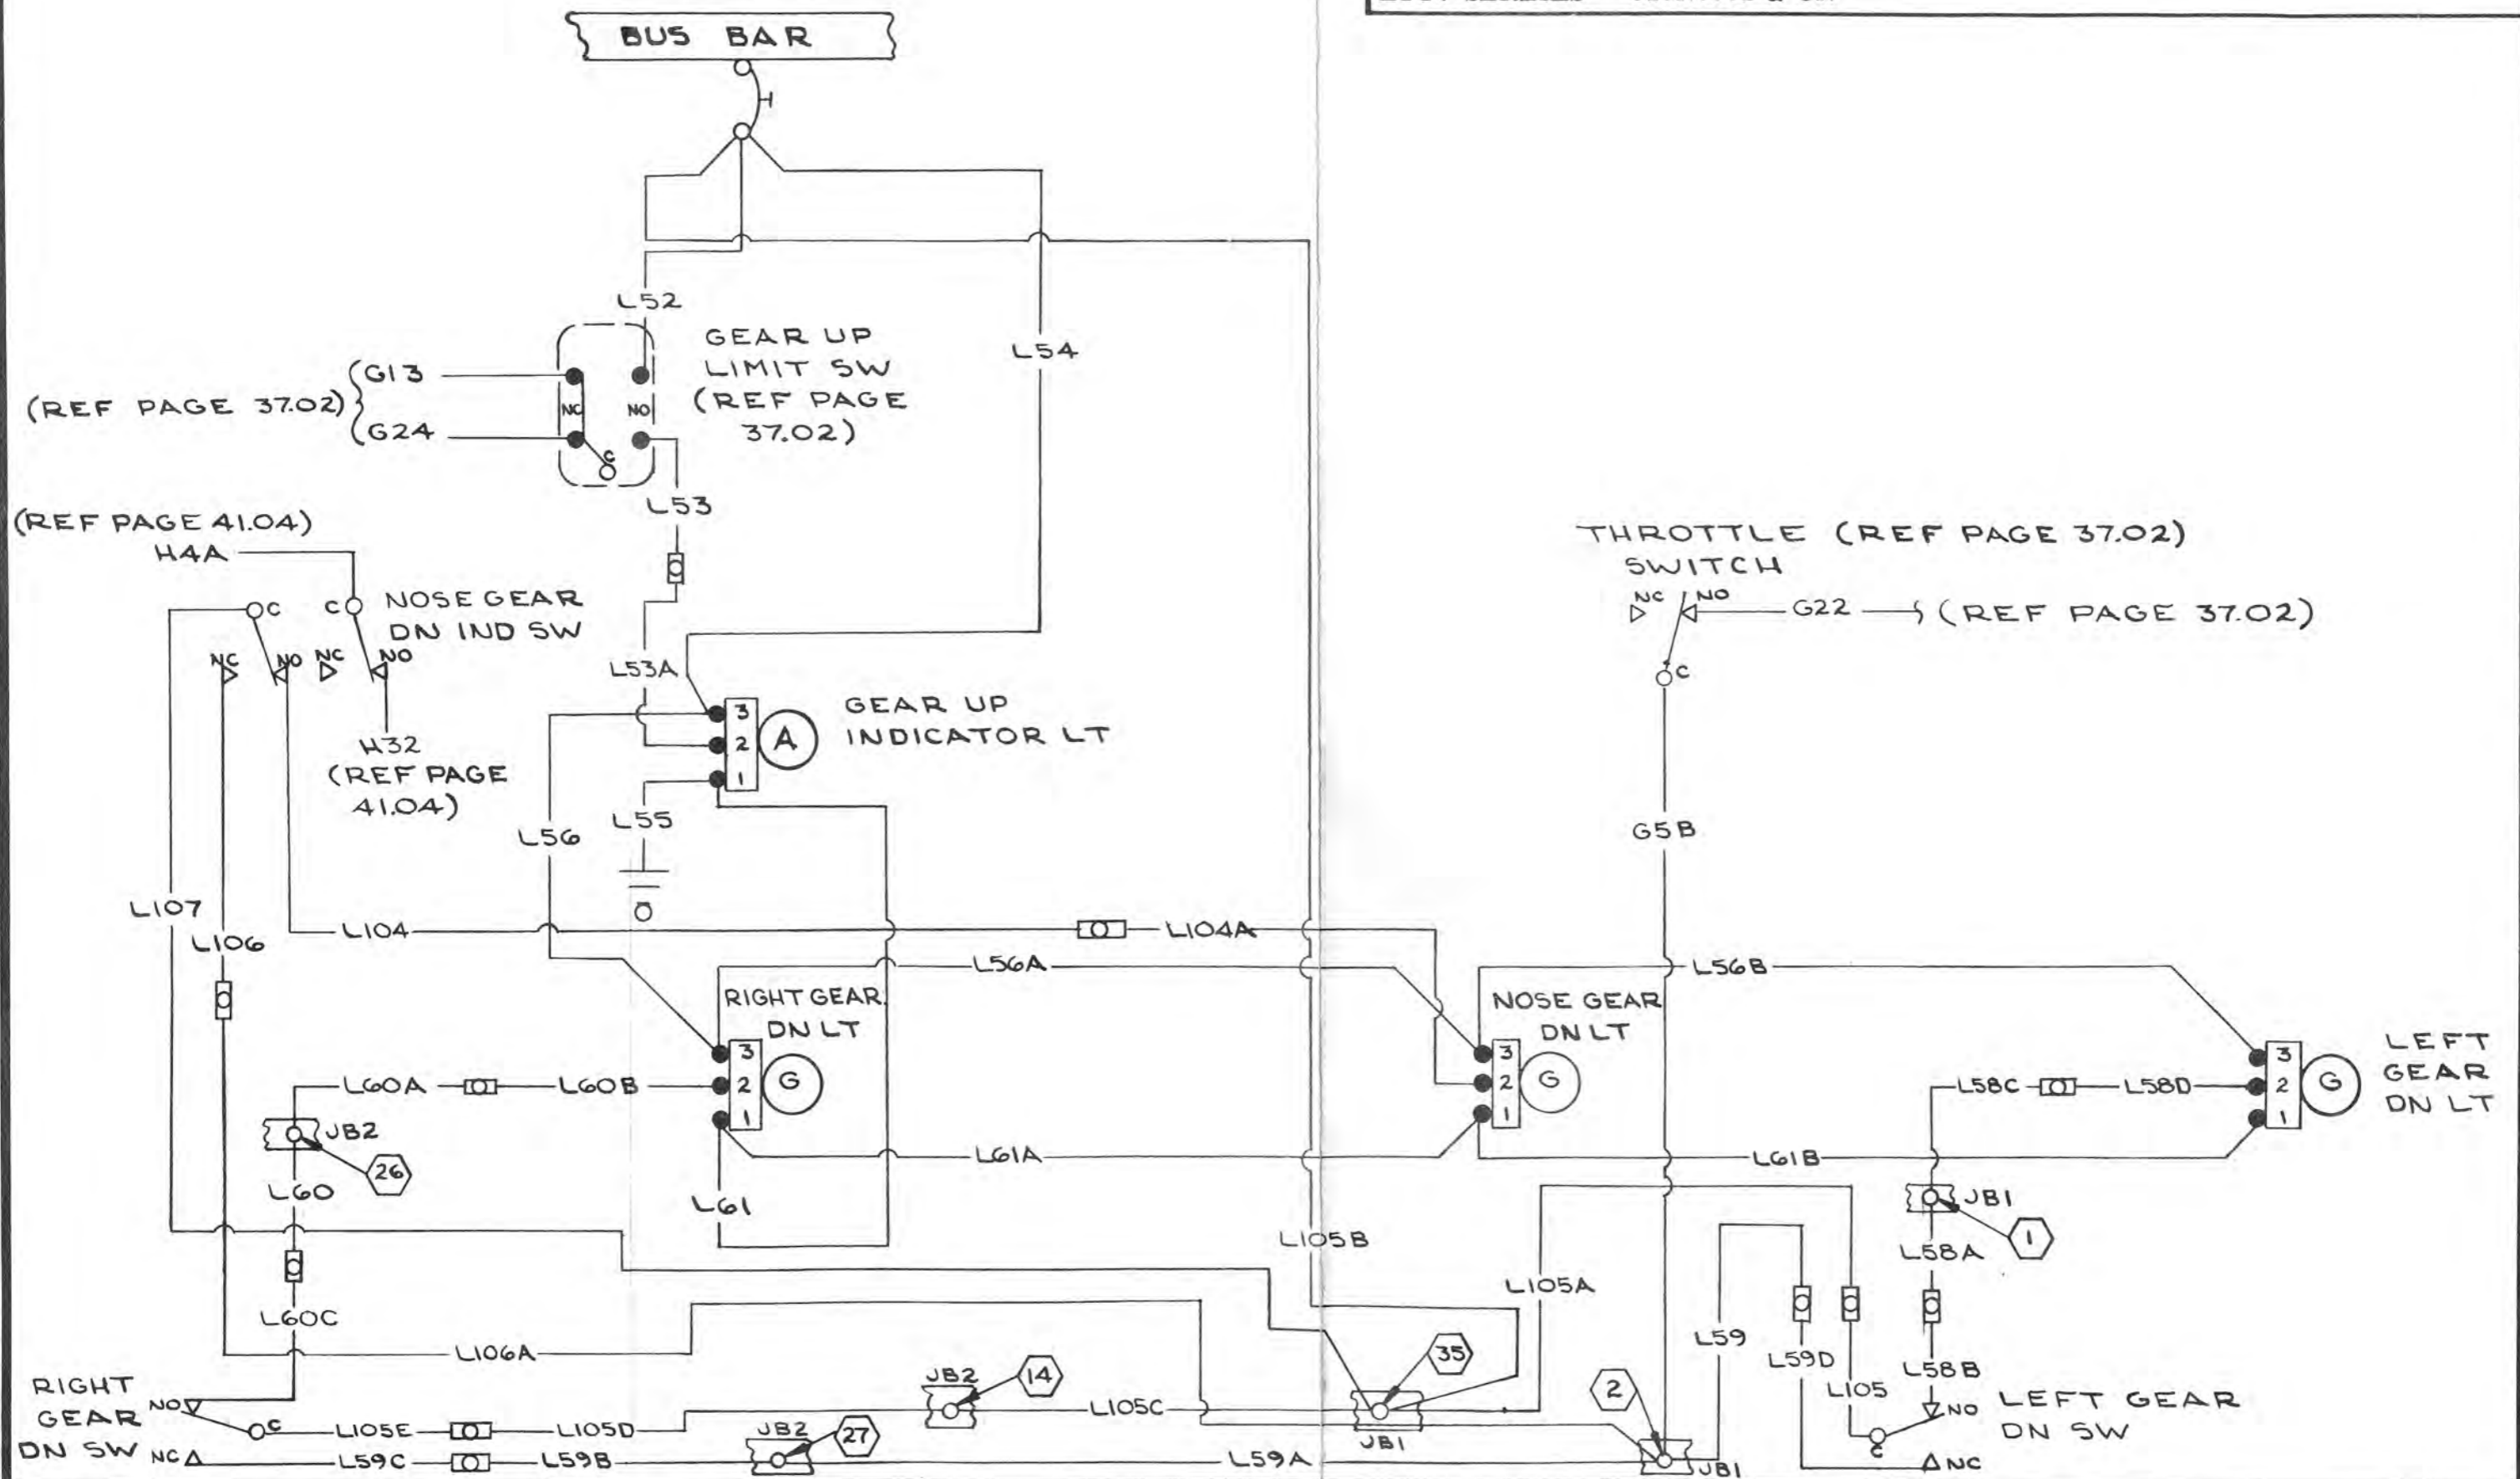 BUS BAR
L52
GEAR UP
LIMIT SW
(REF PAGE
37.02)
L54
(REF PAGE 37.02)
G13
G24
NC
NO
C
L53
(REF PAGE 41.04)
H4A
C
C
NOSE GEAR
DN IND SW
NC
NO
NC
NO
H32
(REF PAGE
41.04)
L53A
3
2
1
A
GEAR UP
INDICATOR LT
L56
L55
THROTTLE (REF PAGE 37.02)
SWITCH
NC
NO
G22
(REF PAGE 37.02)
C
G5B
L107
L106
L104
L104A
L56A
L56B
RIGHT GEAR
DN LT
3
2
1
G
NOSE GEAR
DN LT
3
2
1
G
LEFT
GEAR
DN LT
3
2
1
G
L60A
L60B
L58C
L58D
JB2
26
L60
L61A
L61B
L61
JB1
1
L58A
L105B
L105A
L60C
L59
L59D
L105
L58B
L106A
RIGHT
GEAR
DN SW
NO
C
NC
L105E
L105D
JB2
14
L105C
35
JB1
2
L59C
L59B
JB2
27
L59A
JB1
NO
C
NC
LEFT GEAR
DN SW